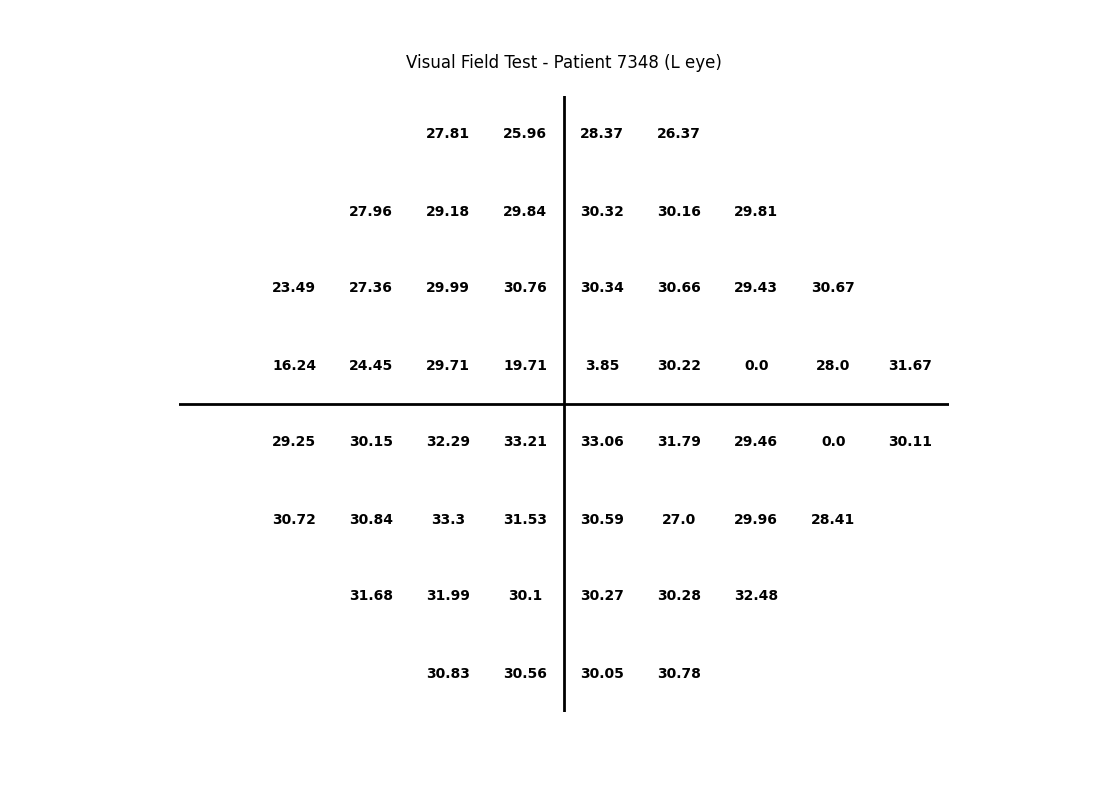 Visual Field Test - Patient 7348 (L eye)
27.81 25.96 28.37 26.37
27.96 29.18 29.84 30.32 30.16 29.81
23.49 27.36 29.99 30.76 30.34 30.66 29.43 30.67
16.24 24.45 29.71 19.71 3.85 30.22 0.0 28.0 31.67
29.25 30.15 32.29 33.21 33.06 31.79 29.46 0.0 30.11
30.72 30.84 33.3 31.53 30.59 27.0 29.96 28.41
31.68 31.99 30.1 30.27 30.28 32.48
30.83 30.56 30.05 30.78